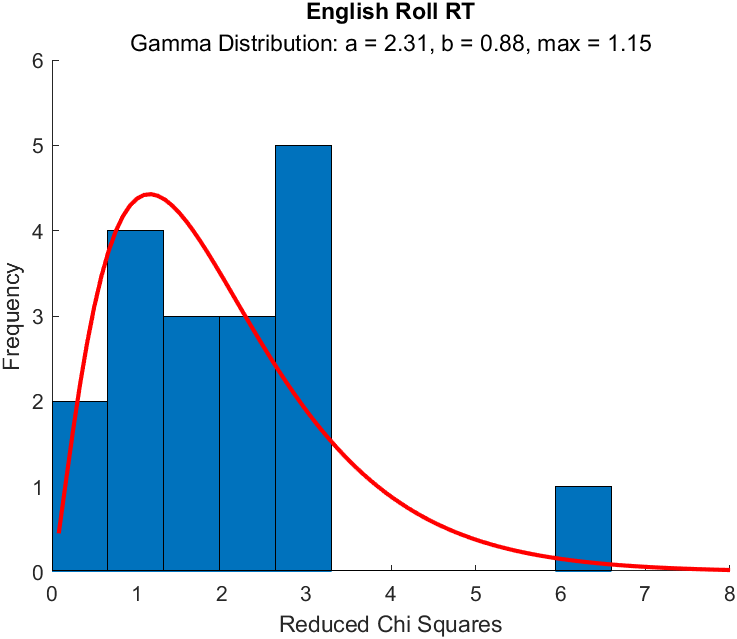 English Roll RT
Gamma Distribution: a = 2.31, b = 0.88, max = 1.15
6
5
4
3
2
1
0
Frequency
0 1 2 3 4 5 6 7 8
Reduced Chi Squares